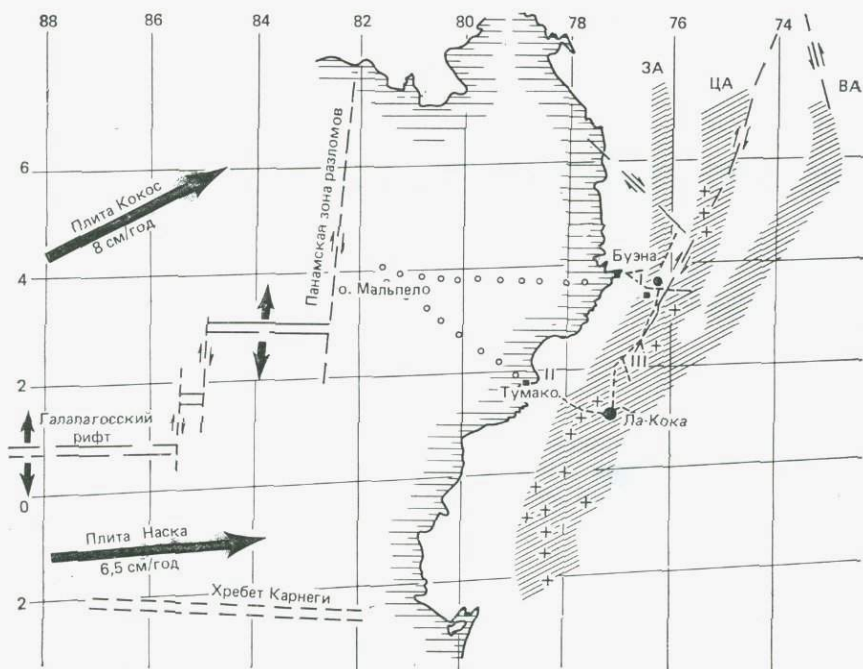 88 86 84 82 80 78 76 74
ЗА ЦА ВА
6
Плита Кокос
8 см/год
Панамская зона разломов
Буэна
4
I
о. Мальпело
III
2
II
Тумако
Галапагосский
рифт
Ла-Кока
0
Плита Наска
6,5 см/год
Хребет Карнеги
2